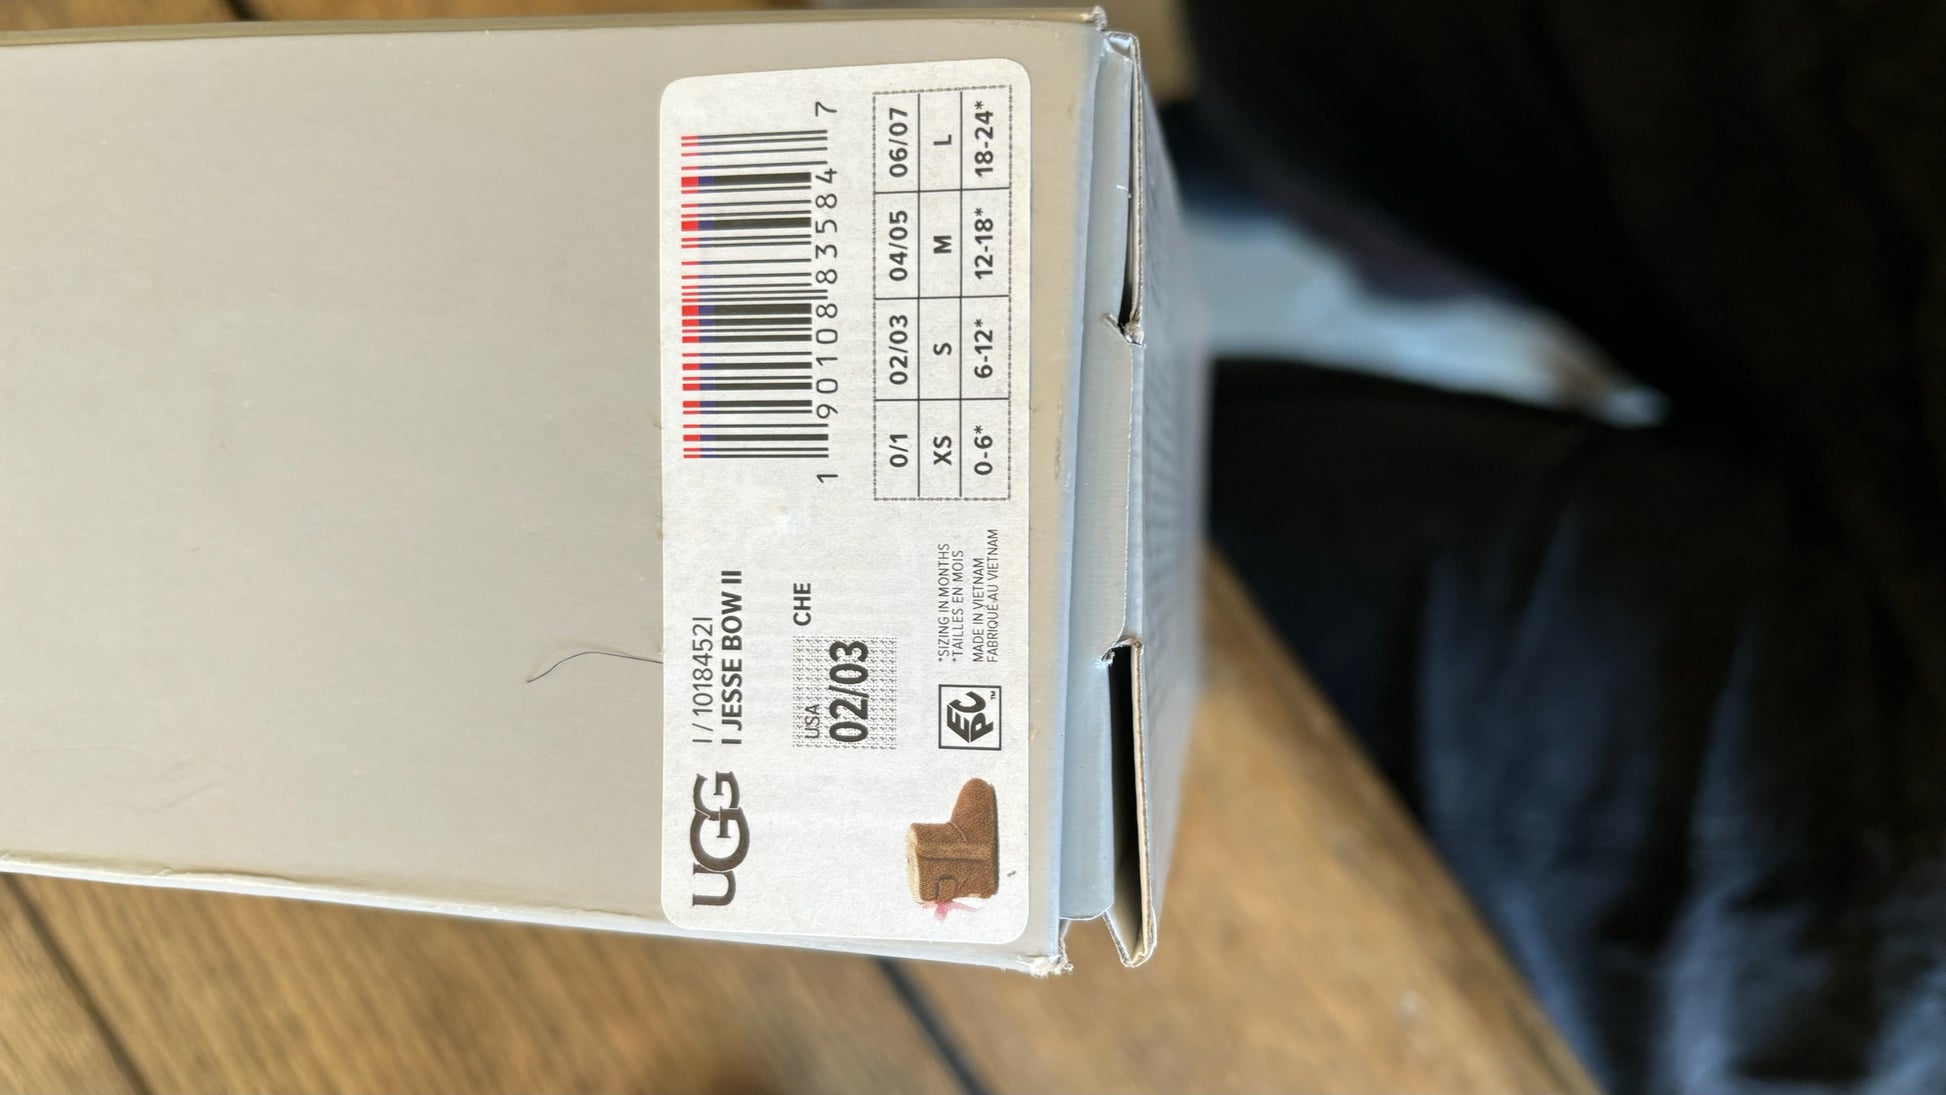 UGG
I / 1018452I
I JESSE BOW II
USA
02/03
CHE
1 90108 83584 7
EPC™
*SIZING IN MONTHS
*TAILLES EN MOIS
MADE IN VIETNAM
FABRIQUÉ AU VIETNAM
0/1 02/03 04/05 06/07
XS S M L
0-6* 6-12* 12-18* 18-24*